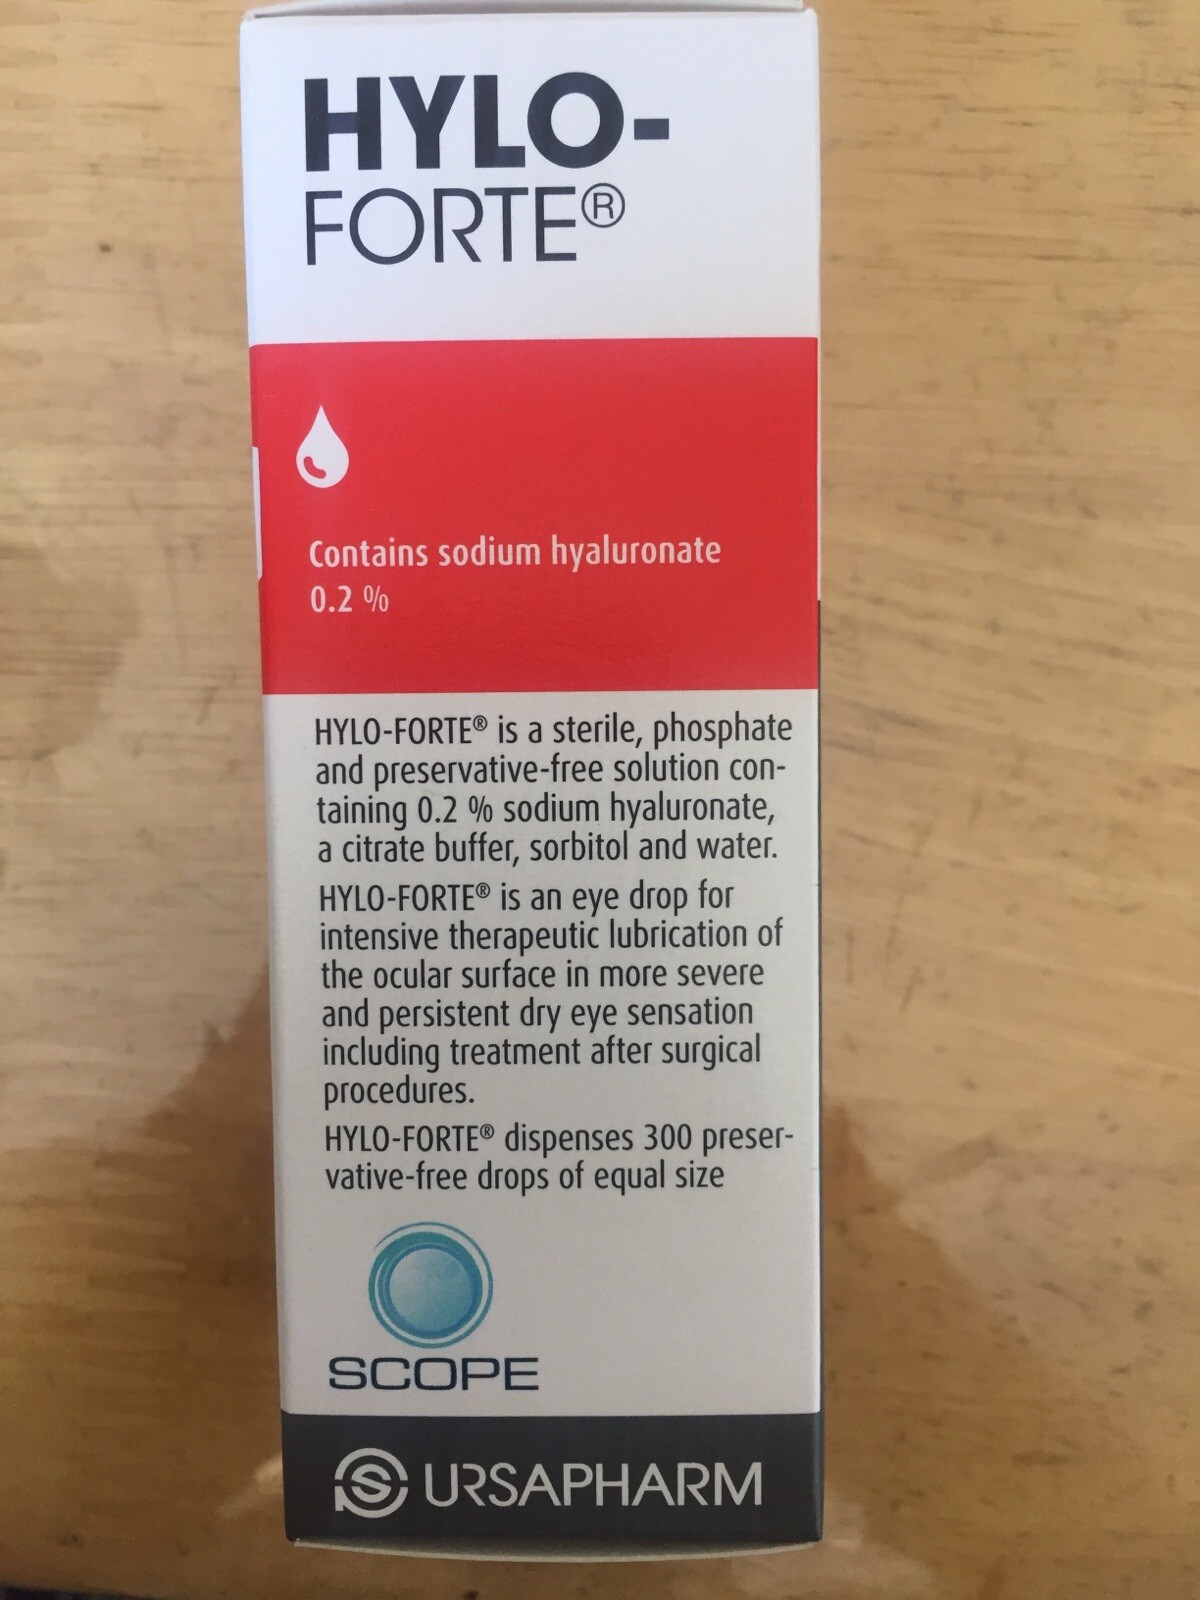 HYLO-
FORTE®
Contains sodium hyaluronate
0.2 %
HYLO-FORTE® is a sterile, phosphate
and preservative-free solution con-
taining 0.2 % sodium hyaluronate,
a citrate buffer, sorbitol and water.
HYLO-FORTE® is an eye drop for
intensive therapeutic lubrication of
the ocular surface in more severe
and persistent dry eye sensation
including treatment after surgical
procedures.
HYLO-FORTE® dispenses 300 preser-
vative-free drops of equal size
SCOPE
URSAPHARM